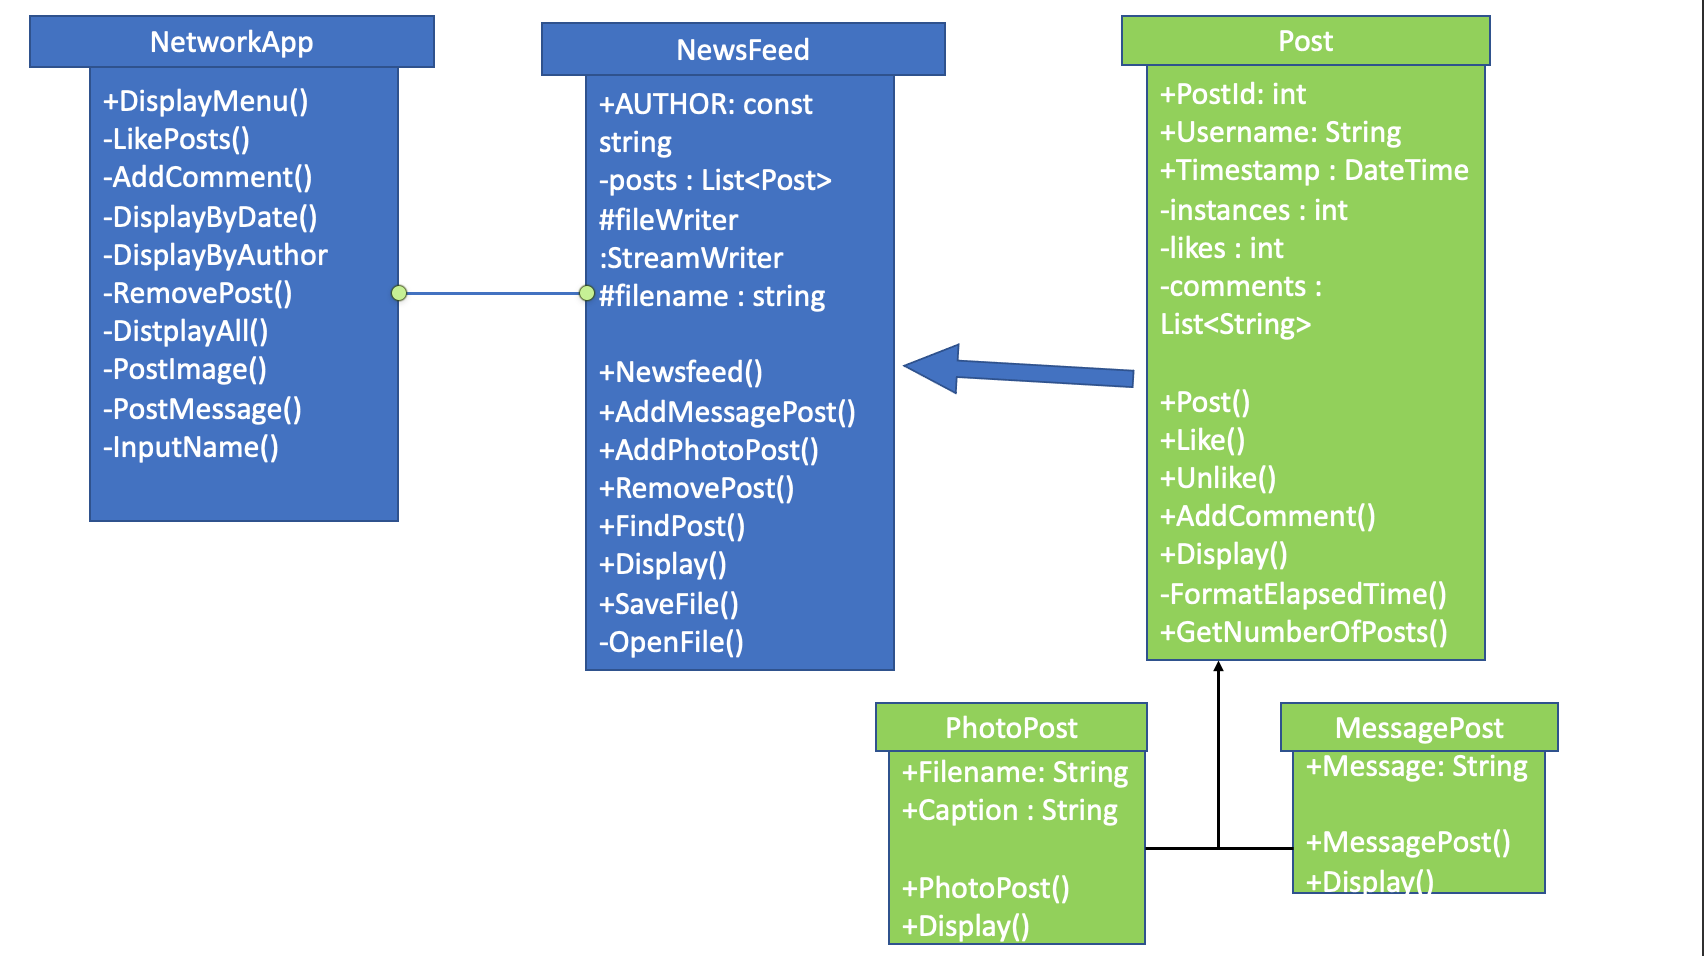 NetworkApp
+DisplayMenu()
-LikePosts()
-AddComment()
-DisplayByDate()
-DisplayByAuthor
-RemovePost()
-DistplayAll()
-PostImage()
-PostMessage()
-InputName()
NewsFeed
+AUTHOR: const
string
-posts : List<Post>
#fileWriter
:StreamWriter
#filename : string
+Newsfeed()
+AddMessagePost()
+AddPhotoPost()
+RemovePost()
+FindPost()
+Display()
+SaveFile()
-OpenFile()
Post
+PostId: int
+Username: String
+Timestamp : DateTime
-instances : int
-likes : int
-comments :
List<String>
+Post()
+Like()
+Unlike()
+AddComment()
+Display()
-FormatElapsedTime()
+GetNumberOfPosts()
PhotoPost
+Filename: String
+Caption : String
+PhotoPost()
+Display()
MessagePost
+Message: String
+MessagePost()
+Display()